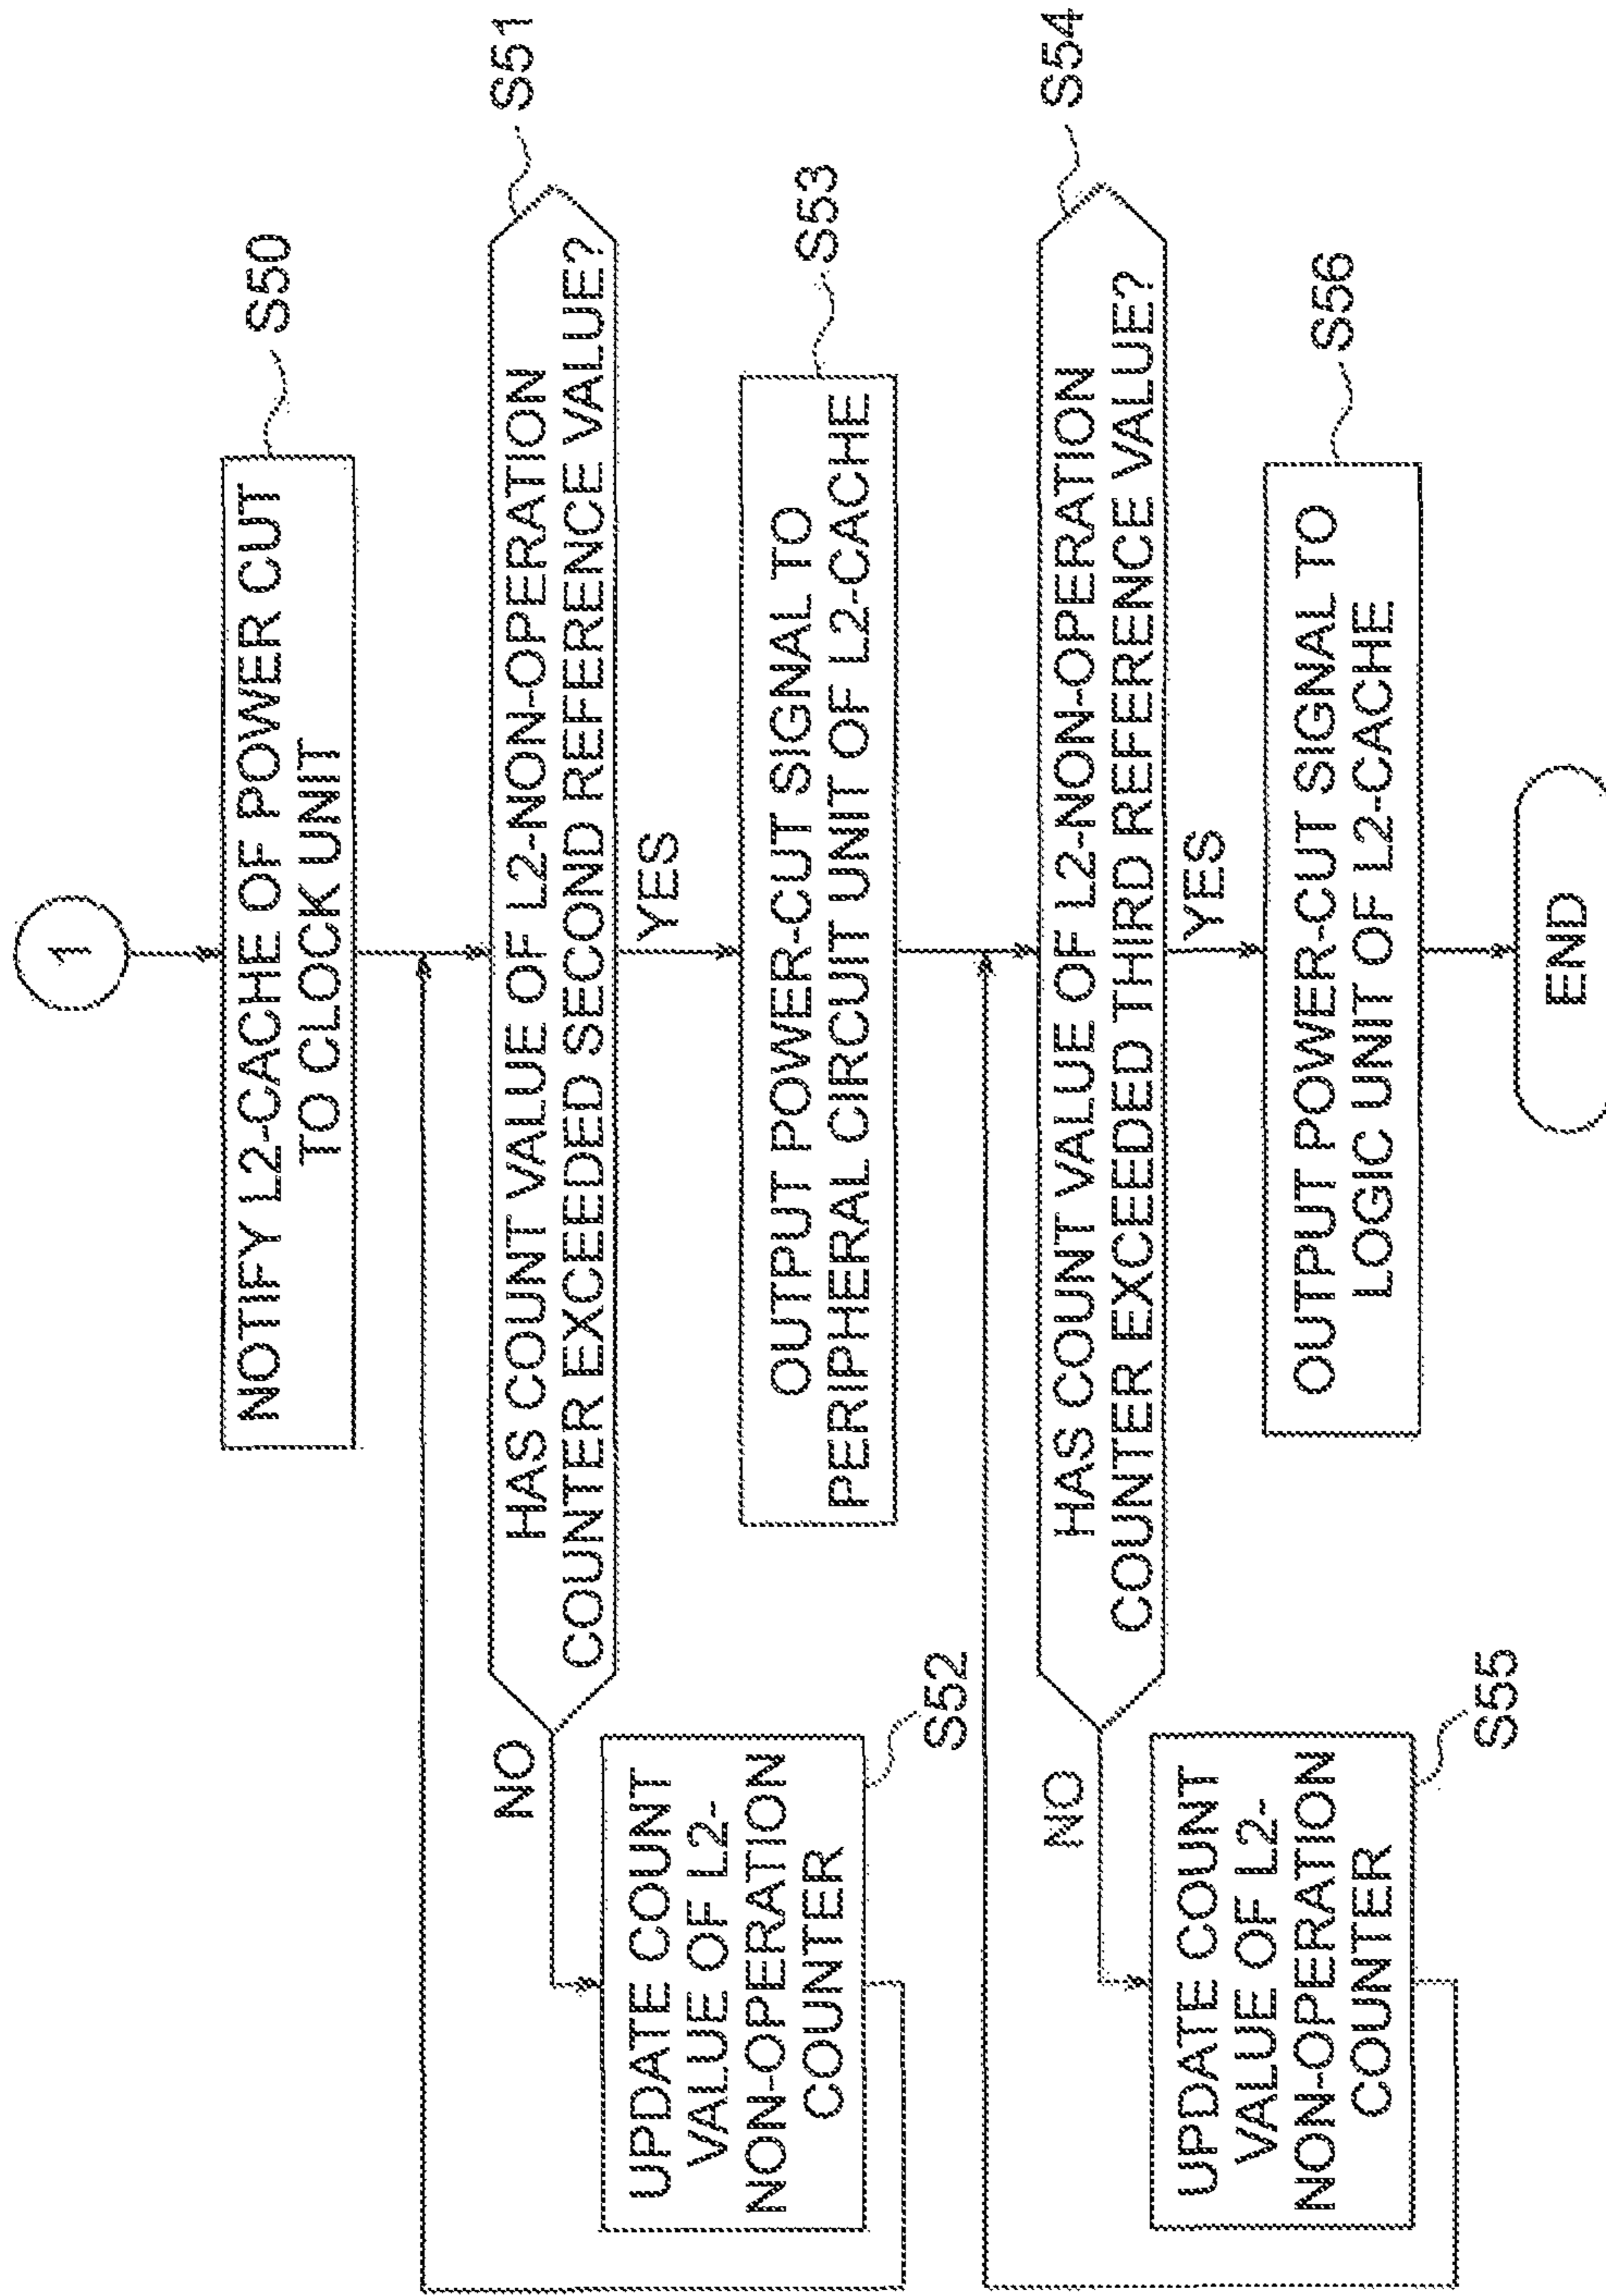 1
NOTIFY L2-CACHE OF POWER CUT
TO CLOCK UNIT
S50
HAS COUNT VALUE OF L2-NON-OPERATION
COUNTER EXCEEDED SECOND REFERENCE VALUE?
S51
NO
YES
UPDATE COUNT
VALUE OF L2-
NON-OPERATION
COUNTER
S52
OUTPUT POWER-CUT SIGNAL TO
PERIPHERAL CIRCUIT UNIT OF L2-CACHE
S53
HAS COUNT VALUE OF L2-NON-OPERATION
COUNTER EXCEEDED THIRD REFERENCE VALUE?
S54
NO
YES
UPDATE COUNT
VALUE OF L2-
NON-OPERATION
COUNTER
S55
OUTPUT POWER-CUT SIGNAL TO
LOGIC UNIT OF L2-CACHE
S56
END